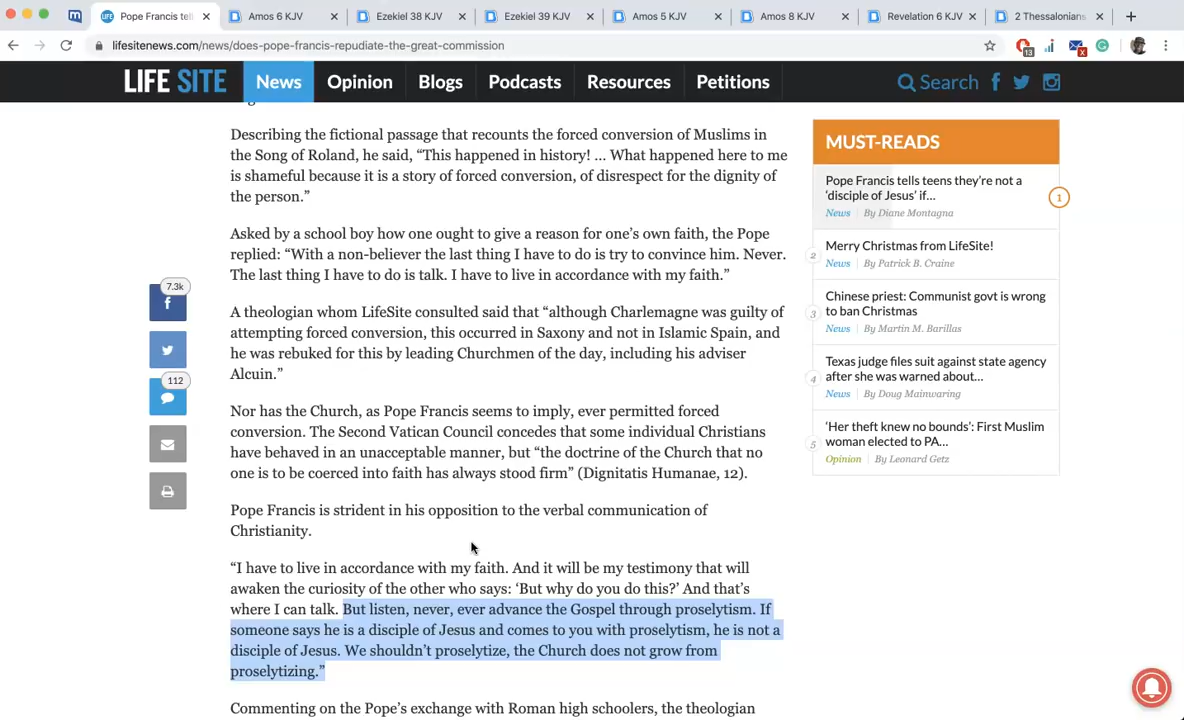 Pope Francis tell
Amos 6 KJV
Ezekiel 38 KJV
Ezekiel 39 KJV
Amos 5 KJV
Amos 8 KJV
Revelation 6 KJV
2 Thessalonians
lifesitenews.com/news/does-pope-francis-repudiate-the-great-commission
13
x
LIFE SITE
News
Opinion
Blogs
Podcasts
Resources
Petitions
Search
Describing the fictional passage that recounts the forced conversion of Muslims in
the Song of Roland, he said, “This happened in history! … What happened here to me
is shameful because it is a story of forced conversion, of disrespect for the dignity of
the person.”
Asked by a school boy how one ought to give a reason for one’s own faith, the Pope
replied: “With a non-believer the last thing I have to do is try to convince him. Never.
The last thing I have to do is talk. I have to live in accordance with my faith.”
A theologian whom LifeSite consulted said that “although Charlemagne was guilty of
attempting forced conversion, this occurred in Saxony and not in Islamic Spain, and
he was rebuked for this by leading Churchmen of the day, including his adviser
Alcuin.”
Nor has the Church, as Pope Francis seems to imply, ever permitted forced
conversion. The Second Vatican Council concedes that some individual Christians
have behaved in an unacceptable manner, but “the doctrine of the Church that no
one is to be coerced into faith has always stood firm” (Dignitatis Humanae, 12).
Pope Francis is strident in his opposition to the verbal communication of
Christianity.
“I have to live in accordance with my faith. And it will be my testimony that will
awaken the curiosity of the other who says: ‘But why do you do this?’ And that’s
where I can talk. But listen, never, ever advance the Gospel through proselytism. If
someone says he is a disciple of Jesus and comes to you with proselytism, he is not a
disciple of Jesus. We shouldn’t proselytize, the Church does not grow from
proselytizing.”
Commenting on the Pope’s exchange with Roman high schoolers, the theologian
7.3k
112
MUST-READS
Pope Francis tells teens they’re not a
‘disciple of Jesus’ if…
News | By Diane Montagna
1
Merry Christmas from LifeSite!
News | By Patrick B. Craine
2
Chinese priest: Communist govt is wrong
to ban Christmas
News | By Martin M. Barillas
3
Texas judge files suit against state agency
after she was warned about…
News | By Doug Mainwaring
4
‘Her theft knew no bounds’: First Muslim
woman elected to PA…
Opinion | By Leonard Getz
5